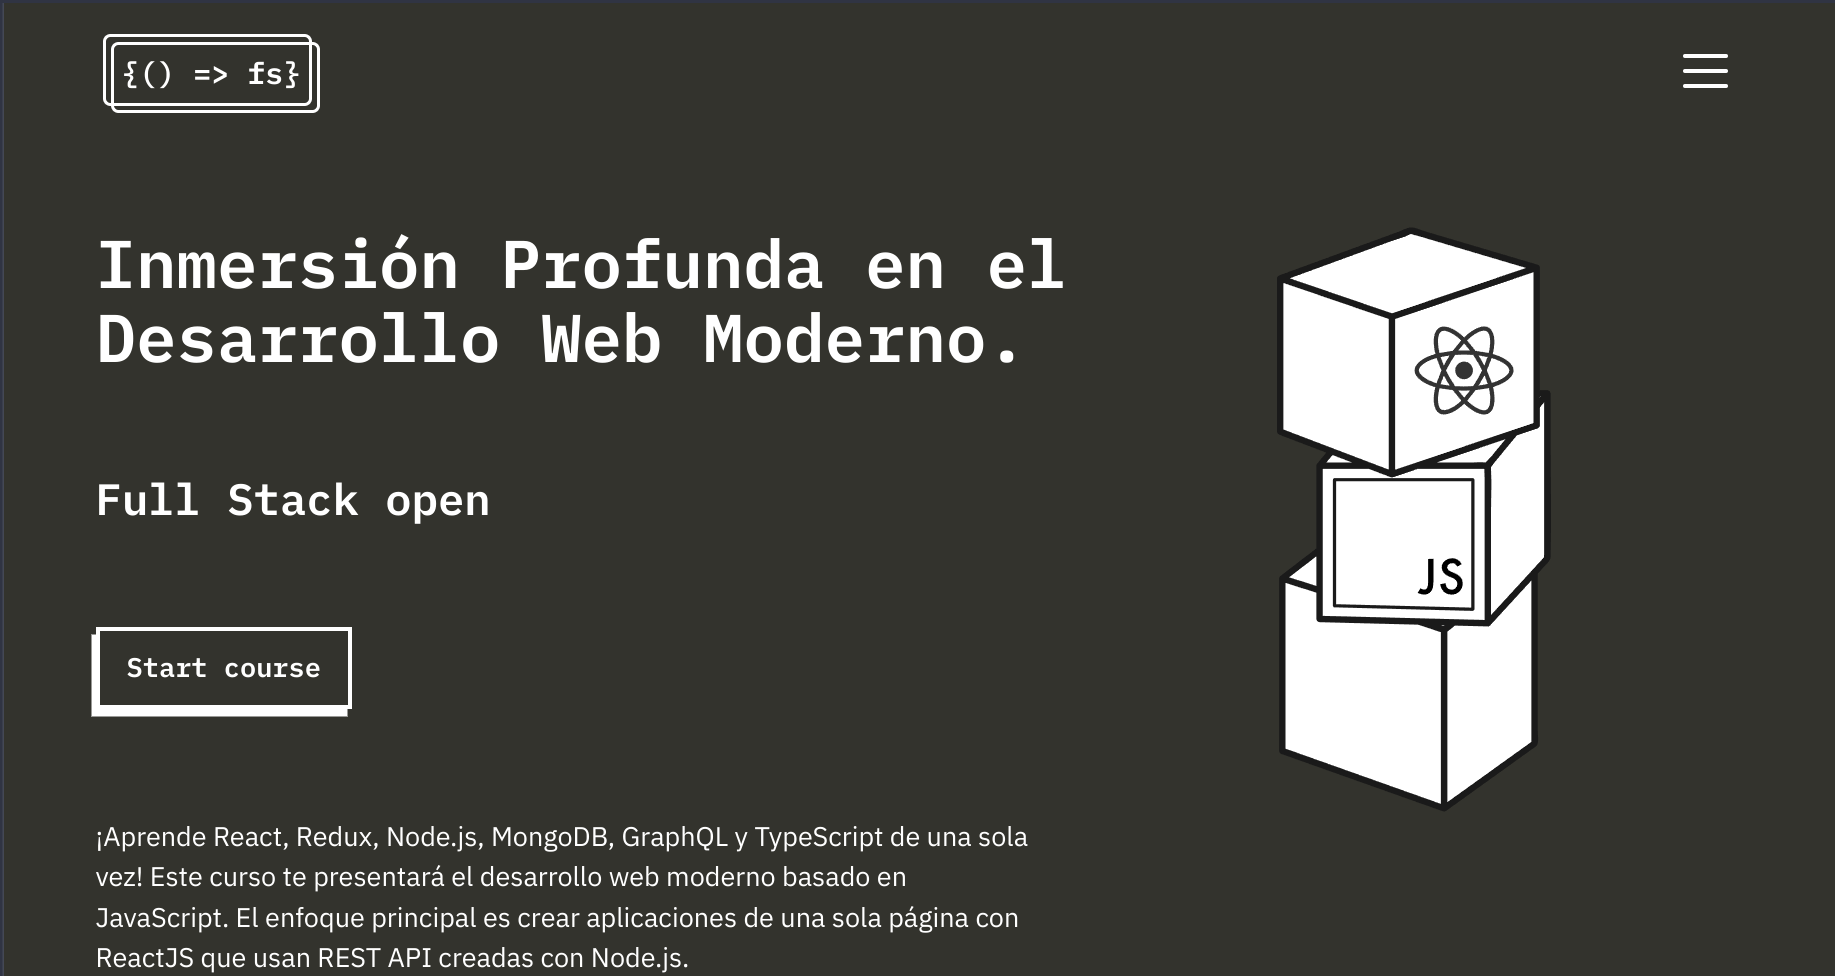 {() => fs}
Inmersión Profunda en el
Desarrollo Web Moderno.
Full Stack open
Start course
JS
¡Aprende React, Redux, Node.js, MongoDB, GraphQL y TypeScript de una sola
vez! Este curso te presentará el desarrollo web moderno basado en
JavaScript. El enfoque principal es crear aplicaciones de una sola página con
ReactJS que usan REST API creadas con Node.js.